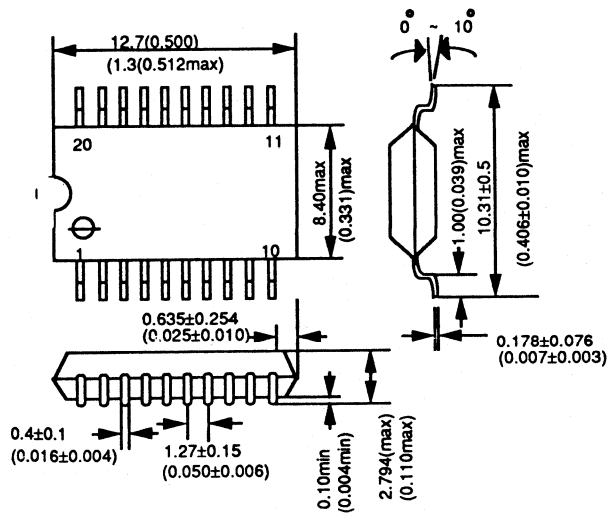 12.7(0.500)
(1.3(0.512max)
0° ~ 10°
20
11
8.40max
(0.331)max
1.00(0.039)max
10.31±0.5
(0.406±0.010)max
1
10
0.635±0.254
(0.025±0.010)
0.178±0.076
(0.007±0.003)
0.4±0.1
(0.016±0.004)
1.27±0.15
(0.050±0.006)
0.10min
(0.004min)
2.794(max)
(0.110max)